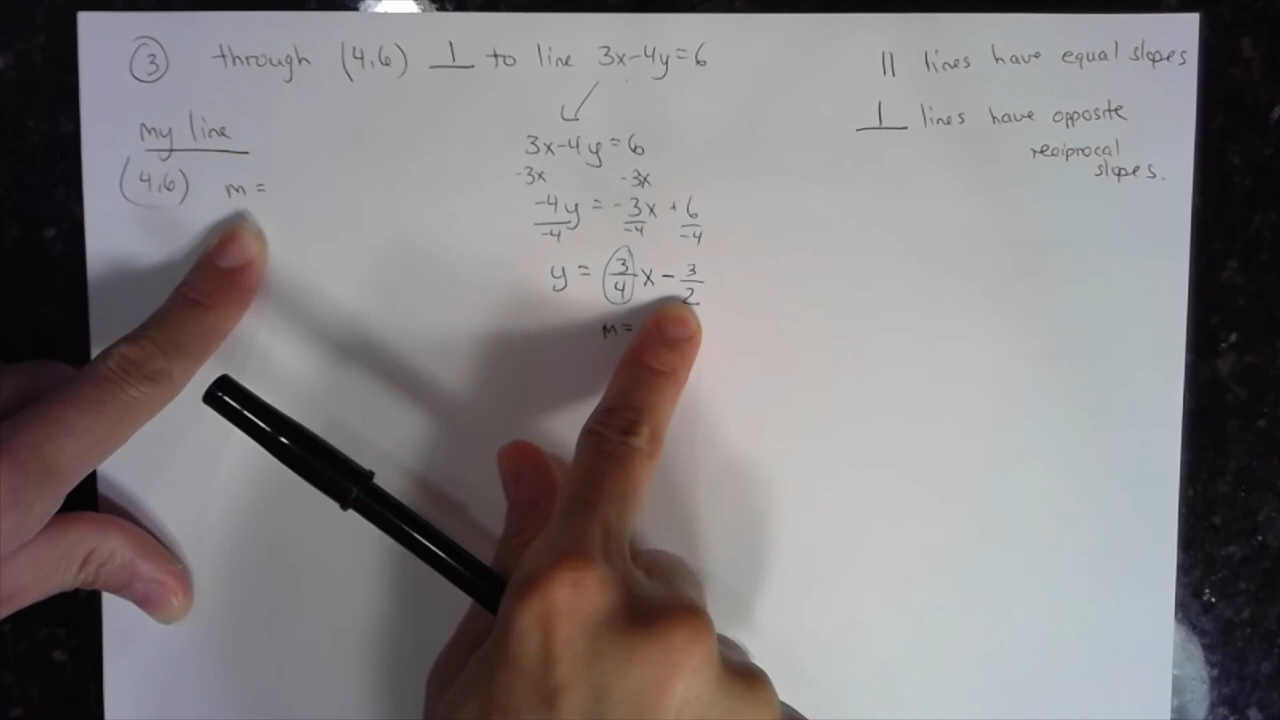 ③ through (4,6) ⊥ to line 3x-4y=6
my line
(4,6) m =
3x-4y=6
-3x -3x
-4y/-4 = -3x/-4 + 6/-4
y = 3/4 x - 3/2
m =
|| lines have equal slopes
⊥ lines have opposite
reciprocal
slopes.